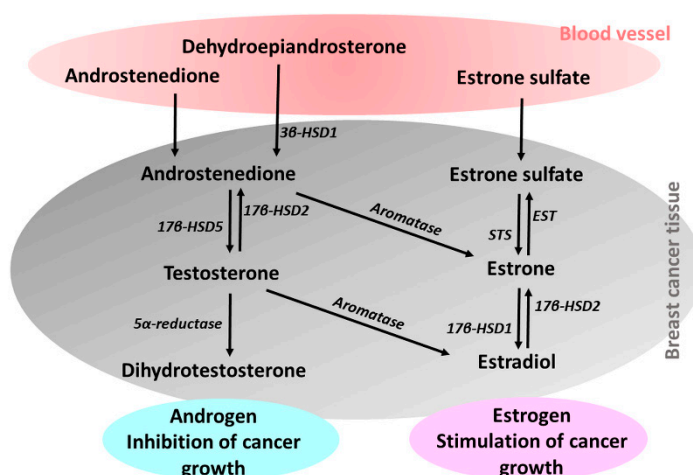 Blood vessel
Dehydroepiandrosterone
Androstenedione
Estrone sulfate
3β-HSD1
Androstenedione
Estrone sulfate
17β-HSD5
17β-HSD2
Aromatase
STS
EST
Testosterone
Estrone
5α-reductase
Aromatase
17β-HSD1
17β-HSD2
Dihydrotestosterone
Estradiol
Breast cancer tissue
Androgen
Inhibition of cancer
growth
Estrogen
Stimulation of cancer
growth